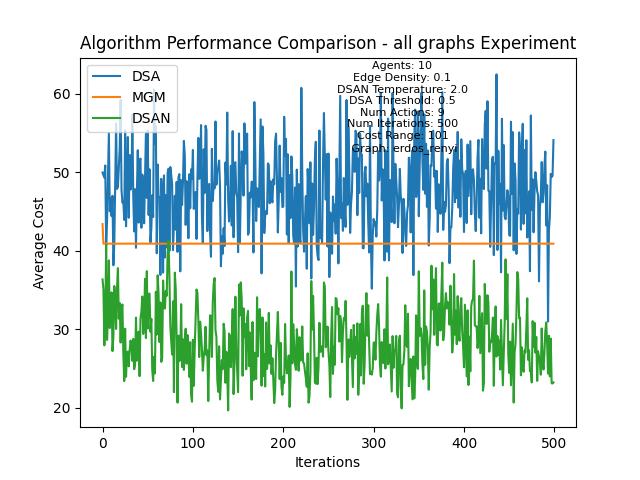 Algorithm Performance Comparison - all graphs Experiment
DSA
MGM
DSAN
Agents: 10
Edge Density: 0.1
DSAN Temperature: 2.0
DSA Threshold: 0.5
Num Actions: 9
Num Iterations: 500
Cost Range: 101
Graph: erdos_renyi
Average Cost
60
50
40
30
20
0
100
200
300
400
500
Iterations